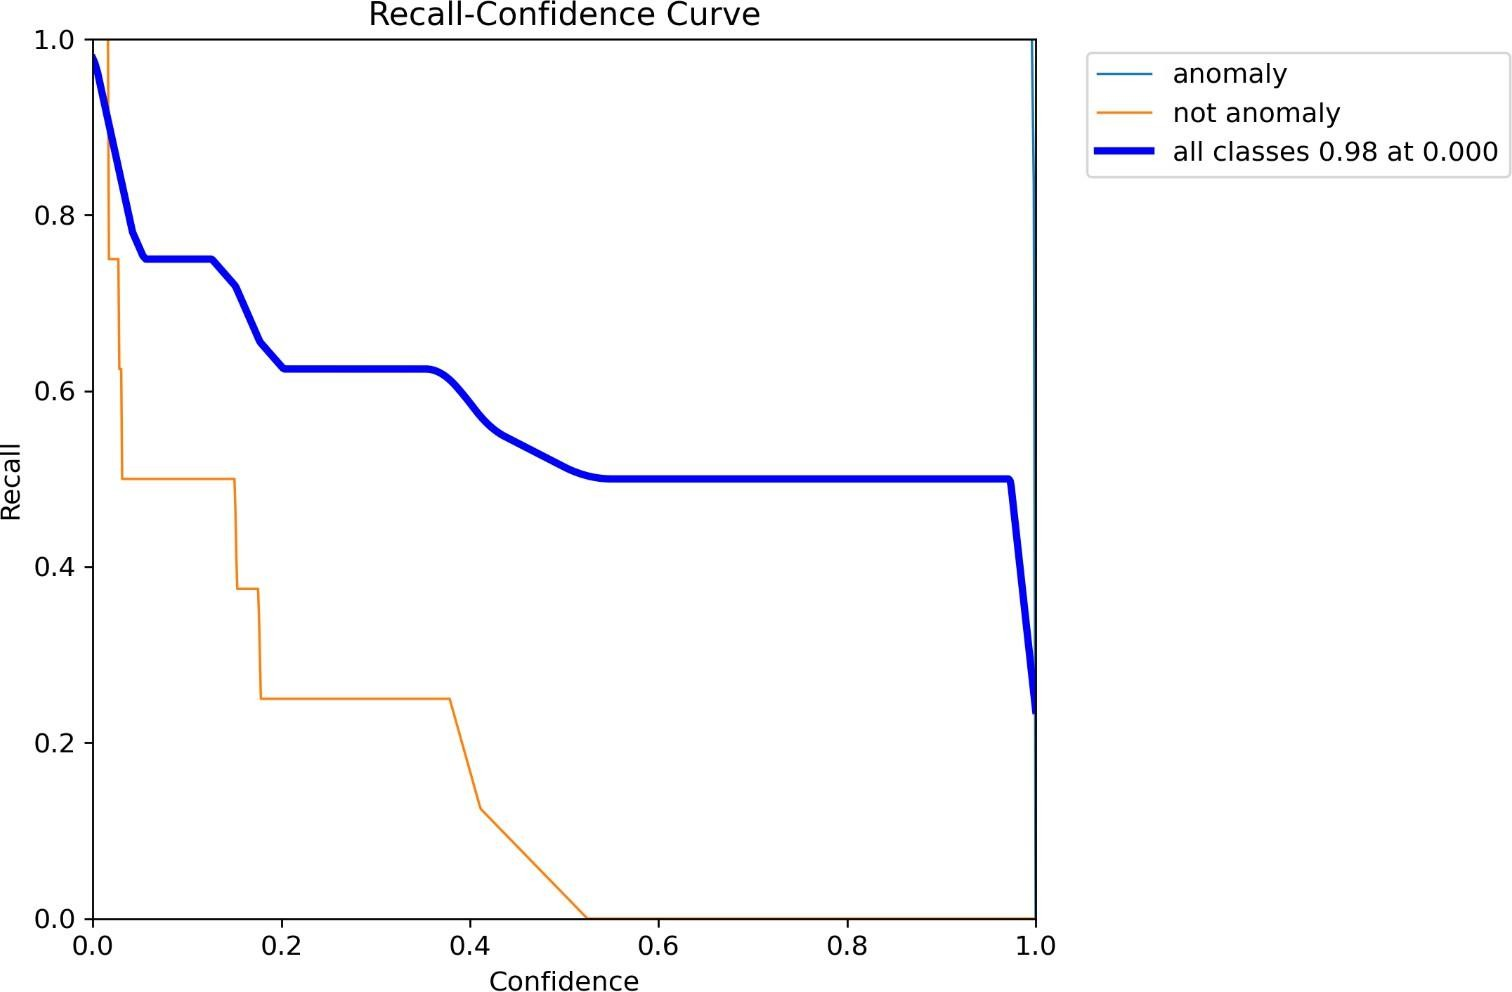 Recall-Confidence Curve
1.0
0.8
0.6
0.4
0.2
0.0
Recall
0.0 0.2 0.4 0.6 0.8 1.0
Confidence
anomaly
not anomaly
all classes 0.98 at 0.000